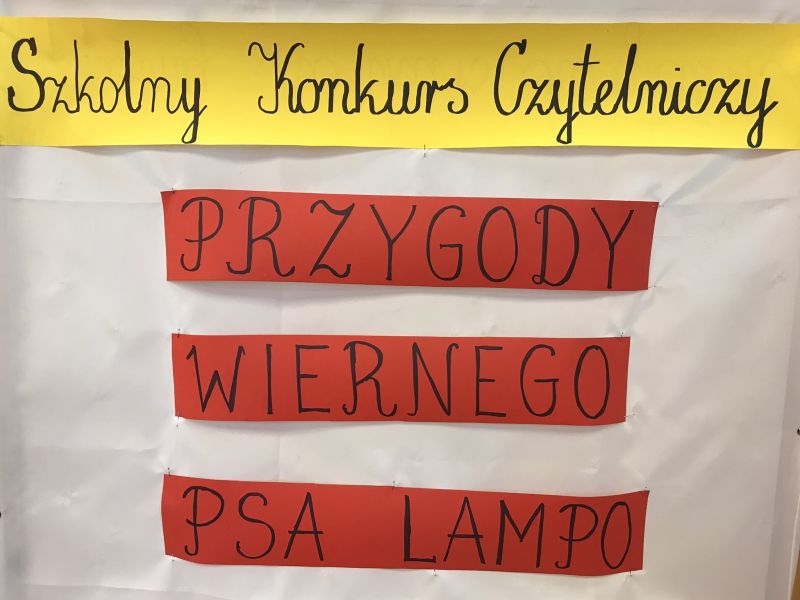 Szkolny Konkurs Czytelniczy
PRZYGODY
WIERNEGO
PSA LAMPO